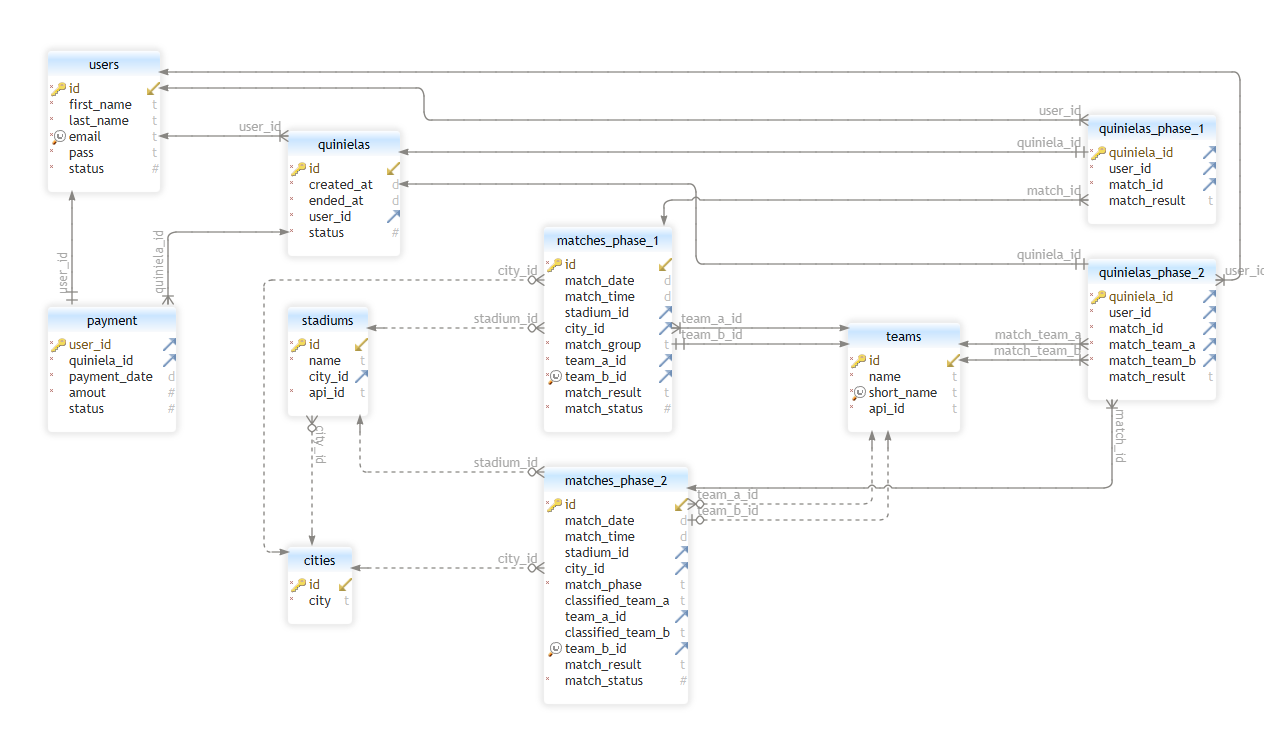 users
id
first_name t
last_name t
email t
pass t
status #
user_id
quinielas
id
created_at d
ended_at d
user_id
status #
user_id
quiniela_id
match_id
quinielas_phase_1
quiniela_id
user_id
match_id
match_result t
quiniela_id
quinielas_phase_2
quiniela_id
user_id
match_id
match_team_a
match_team_b
match_result t
user_id
match_team_a
match_team_b
match_id
user_id
quiniela_id
payment
user_id
quiniela_id
payment_date d
amout #
status #
stadiums
id
name t
city_id
api_id t
city_id
stadium_id
matches_phase_1
id
match_date d
match_time d
stadium_id
city_id
match_group t
team_a_id
team_b_id
match_result t
match_status #
team_a_id
team_b_id
teams
id
name t
short_name t
api_id t
city_id
cities
id
city t
stadium_id
city_id
matches_phase_2
id
match_date d
match_time d
stadium_id
city_id
match_phase t
classified_team_a t
team_a_id
classified_team_b t
team_b_id
match_result t
match_status #
team_a_id
team_b_id